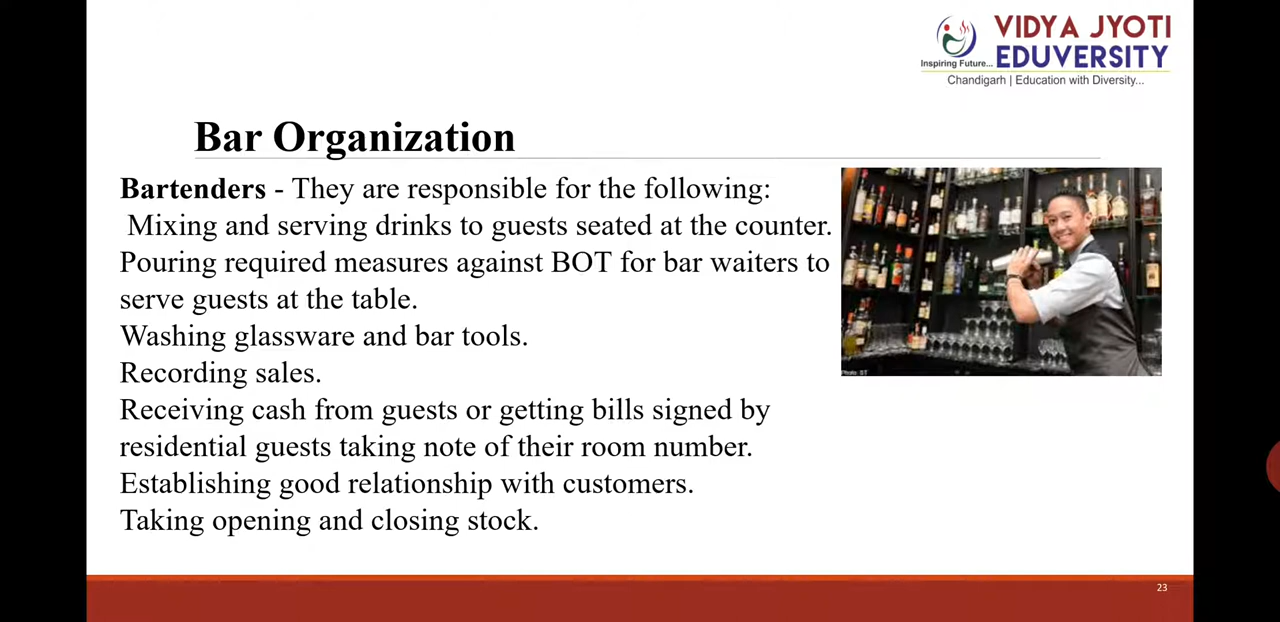 VIDYA JYOTI
Inspiring Future... EDUVERSITY
Chandigarh | Education with Diversity...
Bar Organization
Bartenders - They are responsible for the following:
Mixing and serving drinks to guests seated at the counter.
Pouring required measures against BOT for bar waiters to
serve guests at the table.
Washing glassware and bar tools.
Recording sales.
Receiving cash from guests or getting bills signed by
residential guests taking note of their room number.
Establishing good relationship with customers.
Taking opening and closing stock.
Photo: ST
23